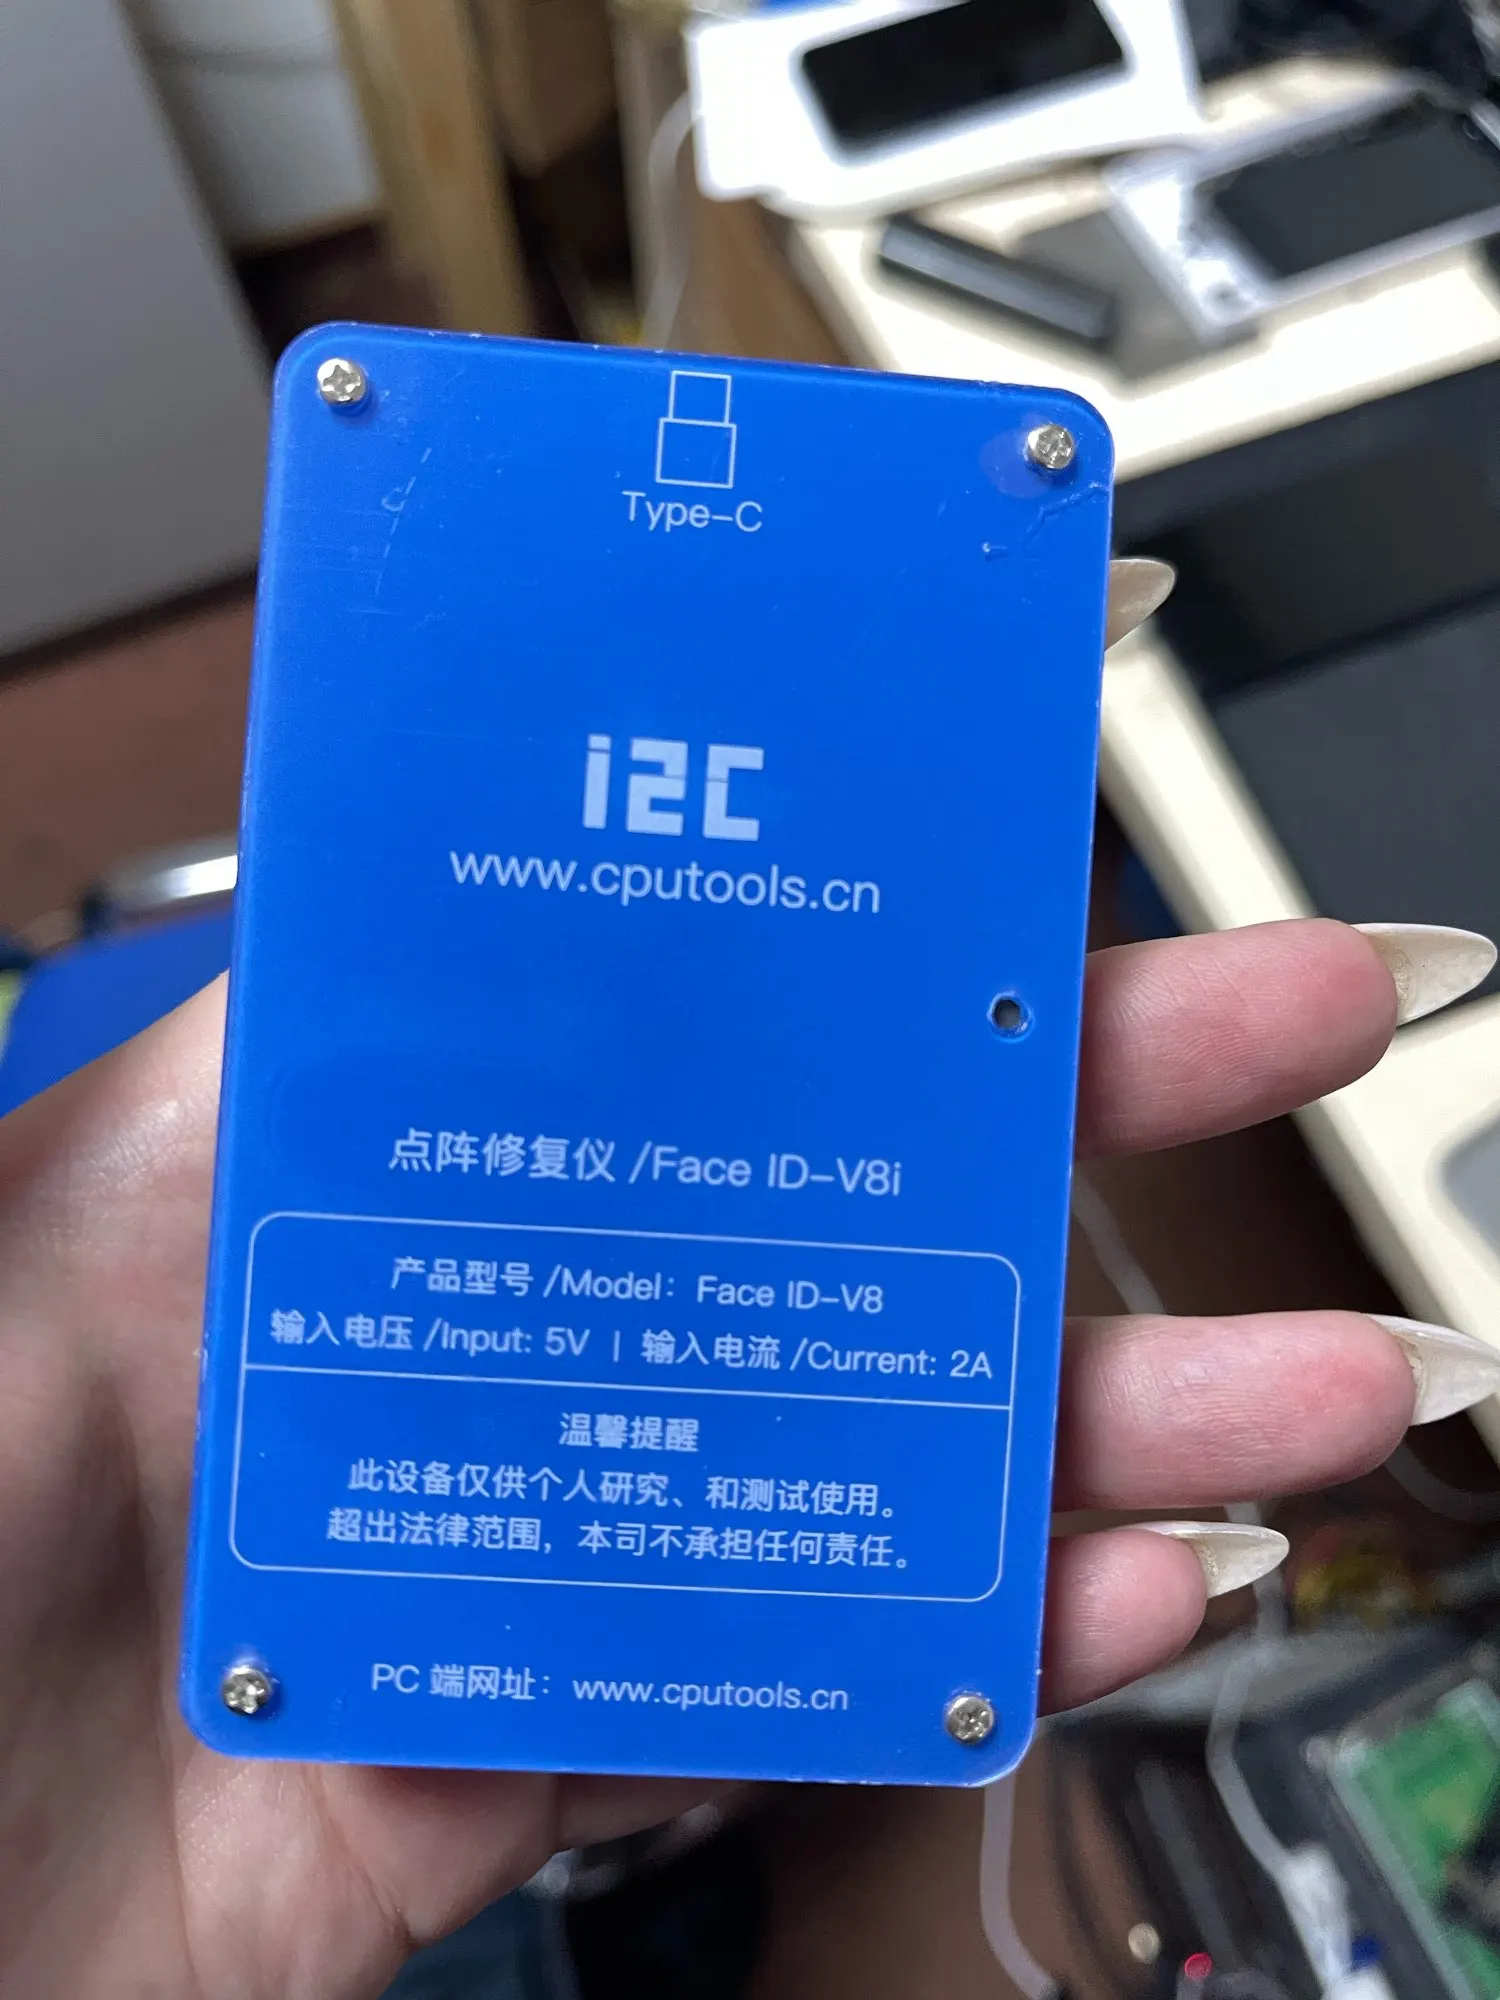 Type-C
i2C
www.cputools.cn
点阵修复仪 /Face ID-V8i
产品型号 /Model: Face ID-V8
输入电压 /Input: 5V | 输入电流 /Current: 2A
温馨提醒
此设备仅供个人研究、和测试使用。
超出法律范围，本司不承担任何责任。
PC 端网址：www.cputools.cn